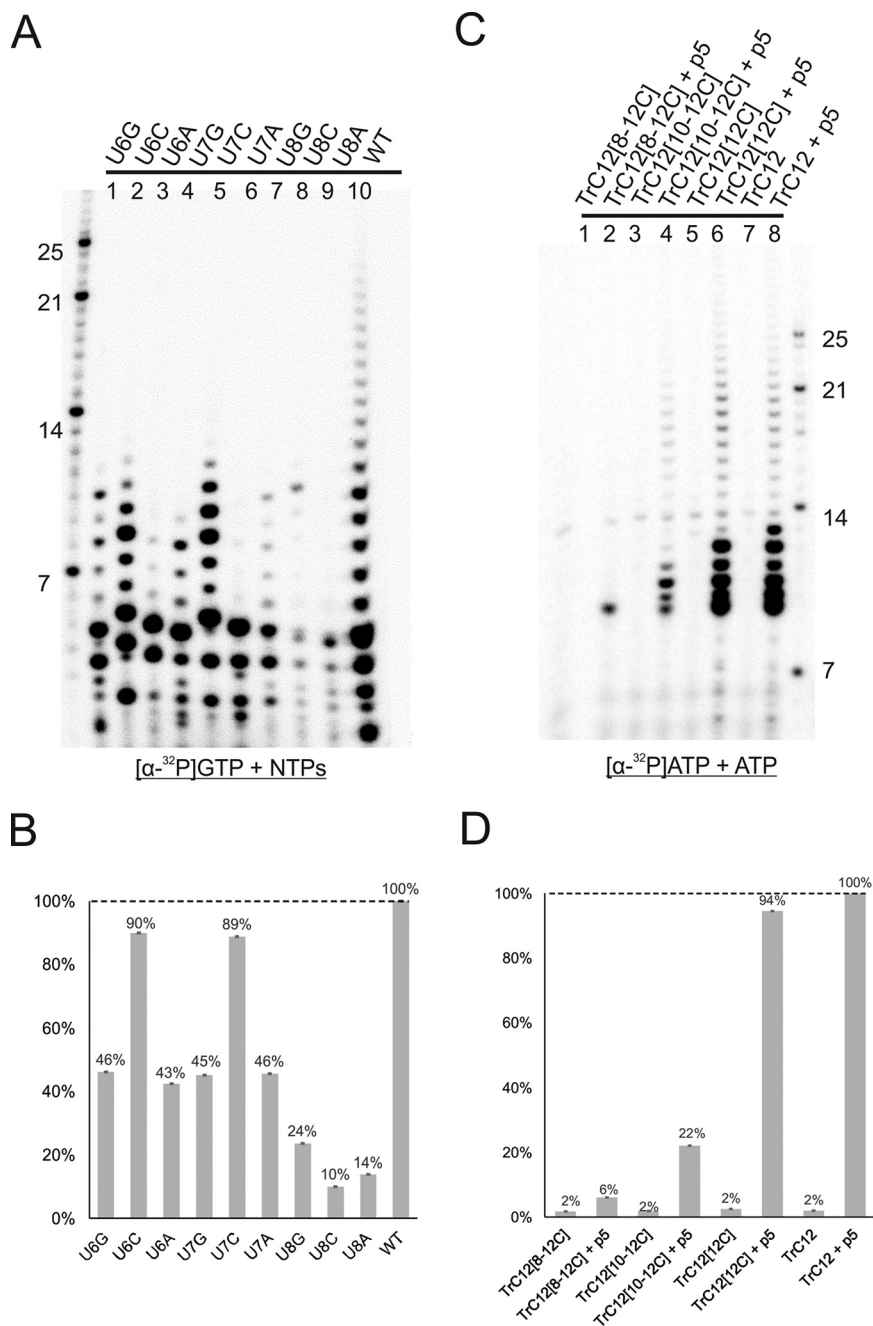 A
U6G
U6C
U6A
U7G
U7C
U7A
U8G
U8C
U8A
WT
1 2 3 4 5 6 7 8 9 10
25
21
14
7
[α-³²P]GTP + NTPs
B
100%
80%
60%
40%
20%
0%
46%
90%
43%
45%
89%
46%
24%
10%
14%
100%
U6G
U6C
U6A
U7G
U7C
U7A
U8G
U8C
U8A
WT
C
TrC12[8-12C]
TrC12[8-12C] + p5
TrC12[10-12C]
TrC12[10-12C] + p5
TrC12[12C]
TrC12[12C] + p5
TrC12
TrC12 + p5
1 2 3 4 5 6 7 8
25
21
14
7
[α-³²P]ATP + ATP
D
100%
80%
60%
40%
20%
0%
2%
6%
2%
22%
2%
94%
2%
100%
TrC12[8-12C]
TrC12[8-12C] + p5
TrC12[10-12C]
TrC12[10-12C] + p5
TrC12[12C]
TrC12[12C] + p5
TrC12
TrC12 + p5